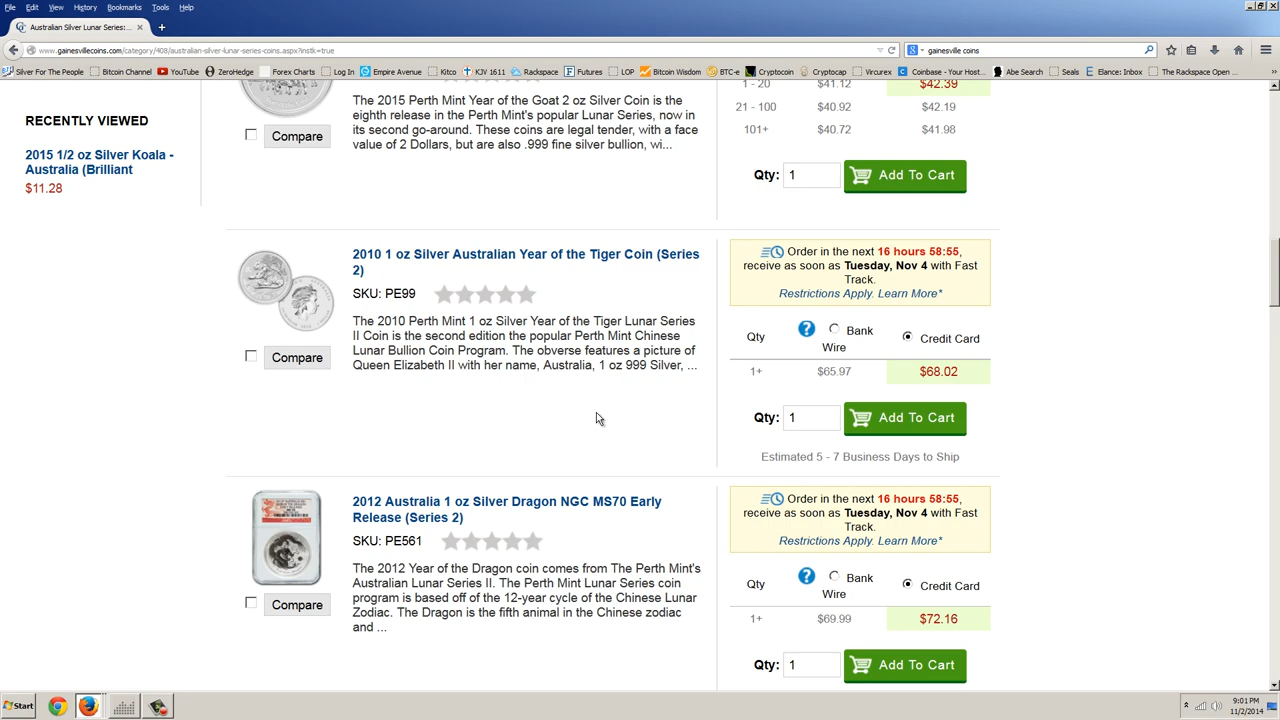 File Edit View History Bookmarks Tools Help
Australian Silver Lunar Series:...
www.gainesvillecoins.com/category/408/australian-silver-lunar-series-coins.aspx?instk=true
gainesville coins
Silver For The People Bitcoin Channel YouTube ZeroHedge Forex Charts Log In Empire Avenue Kitco KJV 1611 Rackspace Futures LOP Bitcoin Wisdom BTC-e Cryptocoin Cryptocap Vircurex Coinbase - Your Host... Abe Search Seals Elance: Inbox The Rackspace Open ...
RECENTLY VIEWED
2015 1/2 oz Silver Koala -
Australia (Brilliant
$11.28
The 2015 Perth Mint Year of the Goat 2 oz Silver Coin is the
eighth release in the Perth Mint's popular Lunar Series, now in
its second go-around. These coins are legal tender, with a face
value of 2 Dollars, but are also .999 fine silver bullion, wi...
Compare
1 - 20 $41.12 $42.39
21 - 100 $40.92 $42.19
101+ $40.72 $41.98
Qty: 1 Add To Cart
2010 1 oz Silver Australian Year of the Tiger Coin (Series
2)
SKU: PE99
The 2010 Perth Mint 1 oz Silver Year of the Tiger Lunar Series
II Coin is the second edition the popular Perth Mint Chinese
Lunar Bullion Coin Program. The obverse features a picture of
Queen Elizabeth II with her name, Australia, 1 oz 999 Silver, ...
Compare
Order in the next 16 hours 58:55,
receive as soon as Tuesday, Nov 4 with Fast
Track.
Restrictions Apply. Learn More*
Qty ? Bank Wire Credit Card
1+ $65.97 $68.02
Qty: 1 Add To Cart
Estimated 5 - 7 Business Days to Ship
2012 Australia 1 oz Silver Dragon NGC MS70 Early
Release (Series 2)
SKU: PE561
The 2012 Year of the Dragon coin comes from The Perth Mint's
Australian Lunar Series II. The Perth Mint Lunar Series coin
program is based off of the 12-year cycle of the Chinese Lunar
Zodiac. The Dragon is the fifth animal in the Chinese zodiac
and ...
Compare
Order in the next 16 hours 58:55,
receive as soon as Tuesday, Nov 4 with Fast
Track.
Restrictions Apply. Learn More*
Qty ? Bank Wire Credit Card
1+ $69.99 $72.16
Qty: 1 Add To Cart
Start
9:01 PM
11/2/2014